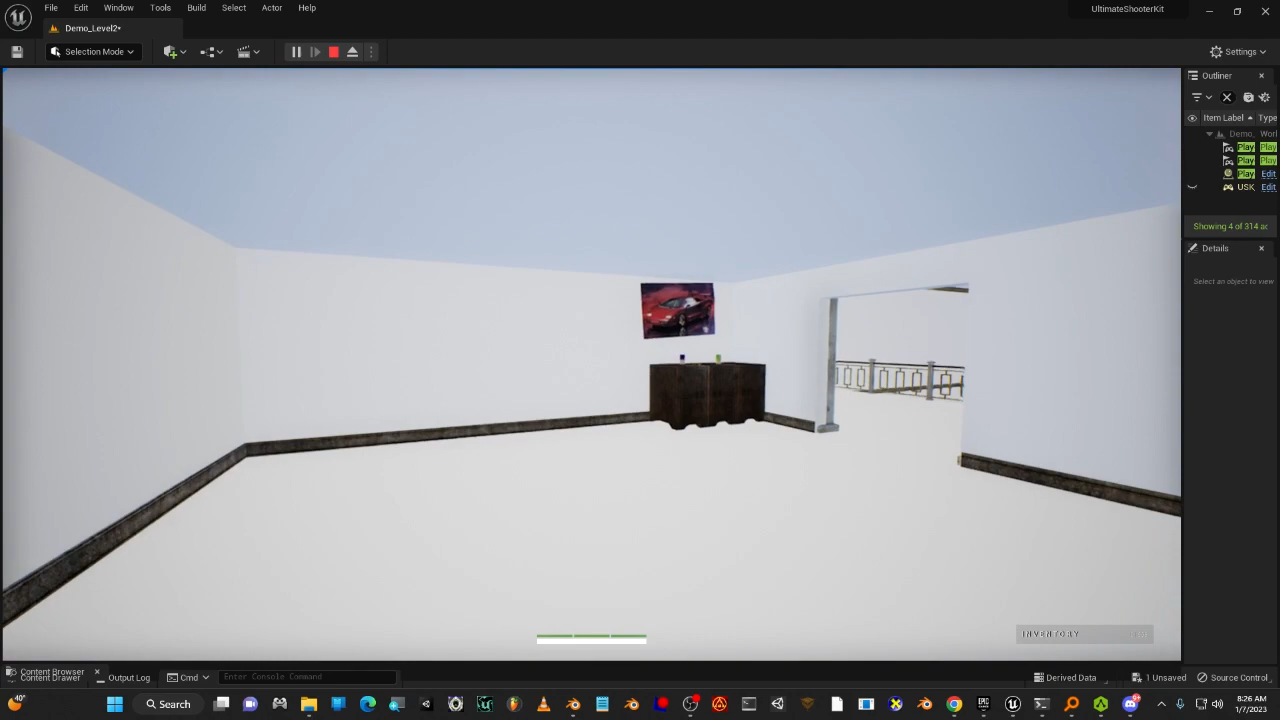 File Edit Window Tools Build Select Actor Help
UltimateShooterKit
Demo_Level2*
Selection Mode
Settings
Outliner
Item Label Type
Demo_ Worl
Play Play
Play Play
Play Edit
USK Edit
Showing 4 of 314 ac
Details
Select an object to view
INVENTORY
Content Browser
Content Drawer
Output Log
Cmd
Enter Console Command
Derived Data
1 Unsaved
Source Control
40°
Search
8:26 AM
1/7/2023